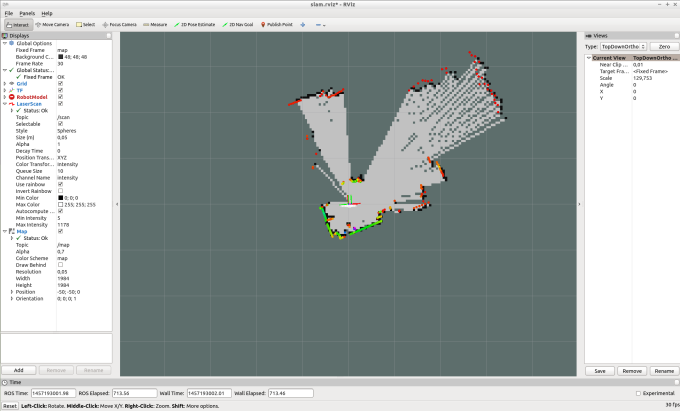 slam.rviz* - RViz
File Panels Help
Interact Move Camera Select Focus Camera Measure 2D Pose Estimate 2D Nav Goal Publish Point
Displays
Global Options
Fixed Frame map
Background C... 48; 48; 48
Frame Rate 30
Global Status:...
Fixed Frame OK
Grid
TF
RobotModel
LaserScan
Status: Ok
Topic /scan
Selectable
Style Spheres
Size (m) 0,05
Alpha 1
Decay Time 0
Position Trans... XYZ
Color Transfor... Intensity
Queue Size 10
Channel Name intensity
Use rainbow
Invert Rainbow
Min Color 0; 0; 0
Max Color 255; 255; 255
Autocompute ...
Min Intensity 5
Max Intensity 1178
Map
Status: Ok
Topic /map
Alpha 0,7
Color Scheme map
Draw Behind
Resolution 0,05
Width 1984
Height 1984
Position -50; -50; 0
Orientation 0; 0; 0; 1
Add Remove Rename
Views
Type: TopDownOrtho Zero
Current View TopDownOrtho ...
Near Clip ... 0,01
Target Fra... <Fixed Frame>
Scale 129,753
Angle 0
X 0
Y 0
Save Remove Rename
Time
ROS Time: 1457193001.98 ROS Elapsed: 713.56 Wall Time: 1457193002.01 Wall Elapsed: 713.46 Experimental
Reset Left-Click: Rotate. Middle-Click: Move X/Y. Right-Click: Zoom. Shift: More options. 30 fps